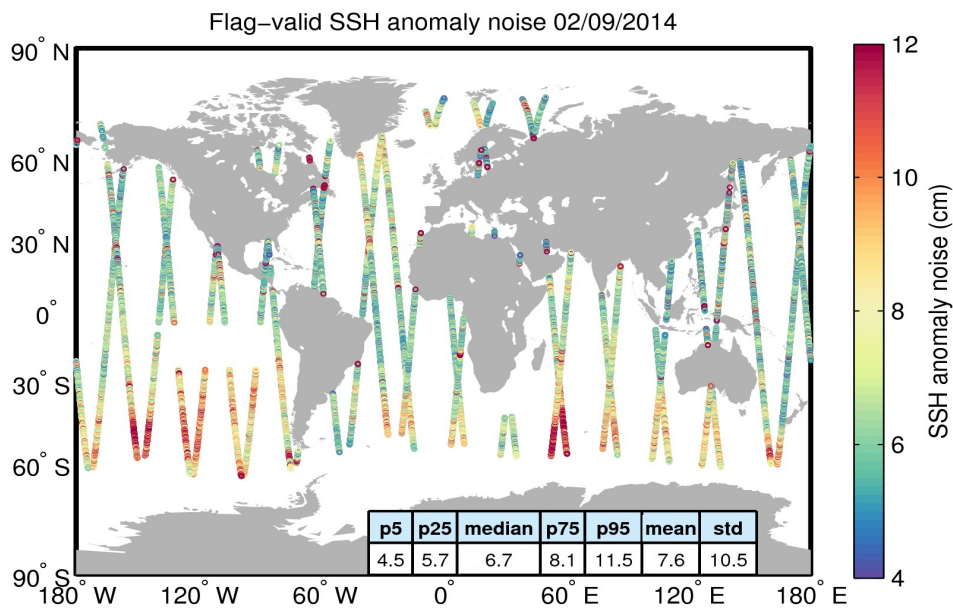 Flag−valid SSH anomaly noise 02/09/2014
90° N
60° N
30° N
0°
30° S
60° S
90° S
180° W 120° W 60° W 0° 60° E 120° E 180° E
p5 p25 median p75 p95 mean std
4.5 5.7 6.7 8.1 11.5 7.6 10.5
12
10
8
6
4
SSH anomaly noise (cm)